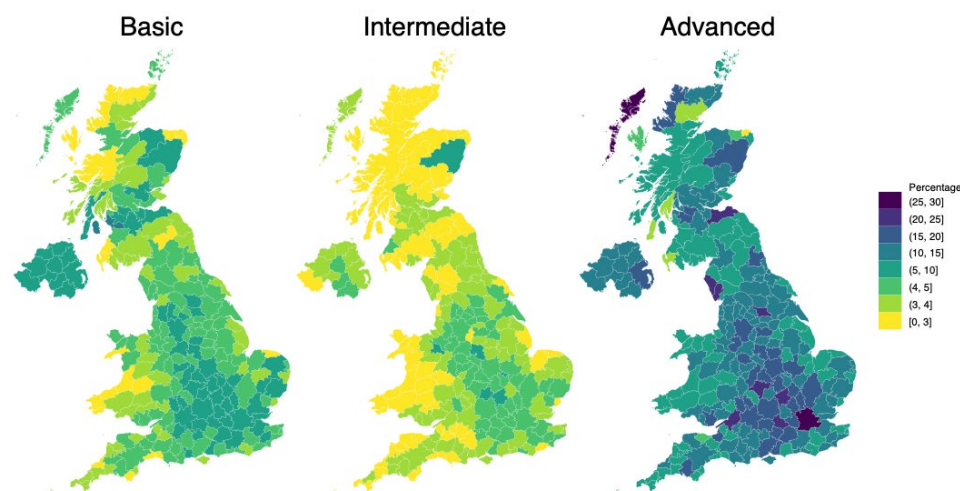 Basic
Intermediate
Advanced
Percentage
(25, 30]
(20, 25]
(15, 20]
(10, 15]
(5, 10]
(4, 5]
(3, 4]
[0, 3]